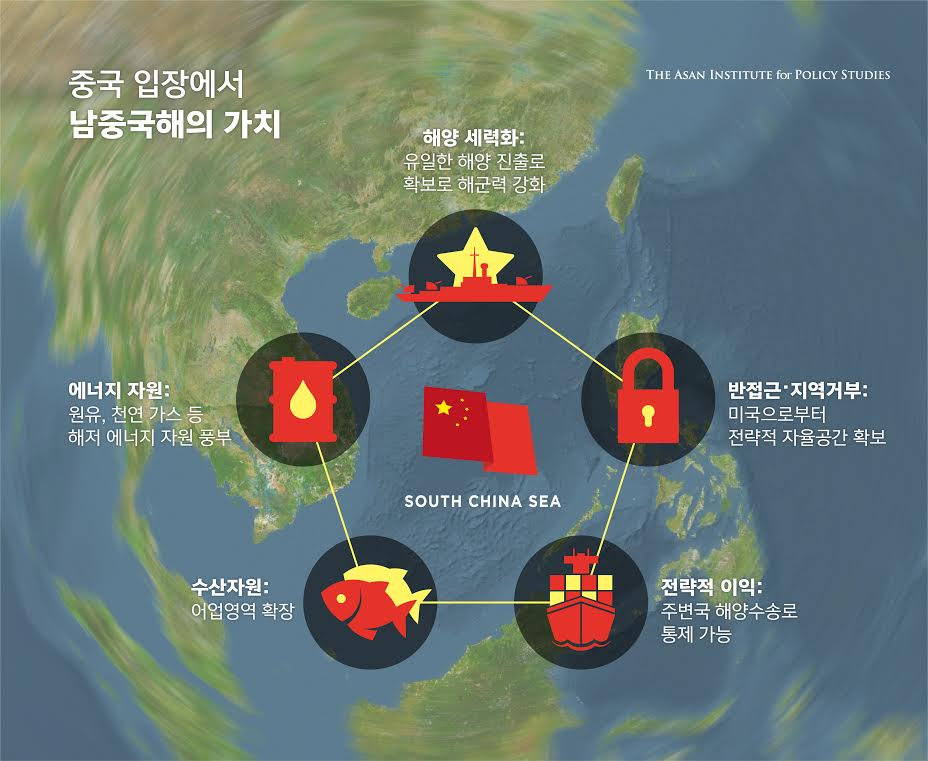 중국 입장에서
남중국해의 가치
THE ASAN INSTITUTE for POLICY STUDIES
해양 세력화:
유일한 해양 진출로
확보로 해군력 강화
에너지 자원:
원유, 천연 가스 등
해저 에너지 자원 풍부
반접근·지역거부:
미국으로부터
전략적 자율공간 확보
SOUTH CHINA SEA
수산자원:
어업영역 확장
전략적 이익:
주변국 해양수송로
통제 가능